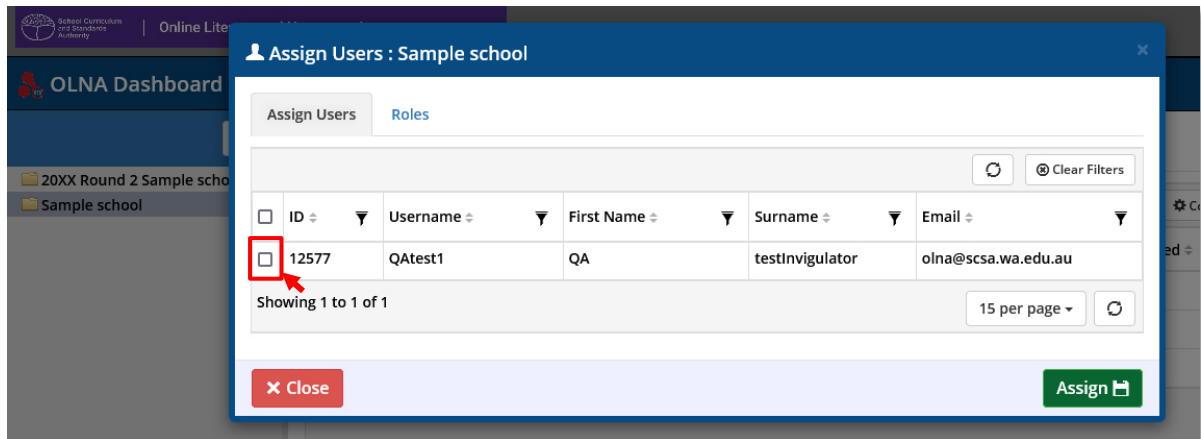 School Curriculum
and Standards
Authority
Online Lite
Assign Users : Sample school
×
OLNA Dashboard
Assign Users Roles
Clear Filters
20XX Round 2 Sample scho
Sample school
ID Username First Name Surname Email
12577 QAtest1 QA testInvigulator olna@scsa.wa.edu.au
ed
Showing 1 to 1 of 1
15 per page
Close Assign